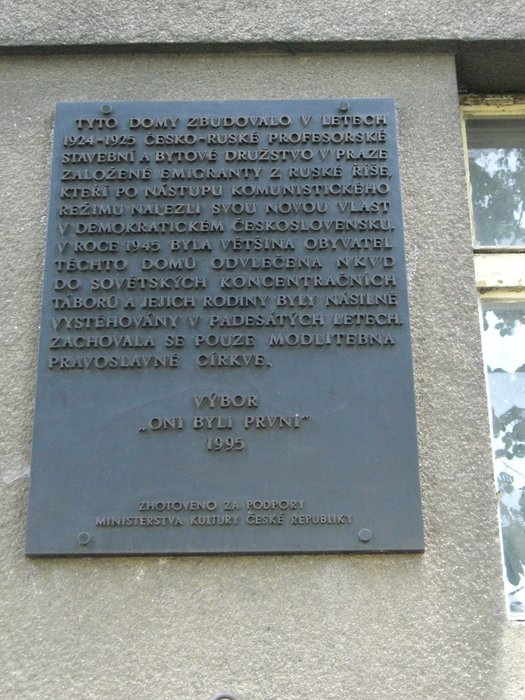 TYTO DOMY ZBUDOVALO V LETECH
1924-1925 ČESKO-RUSKÉ PROFESORSKÉ
STAVEBNÍ A BYTOVÉ DRUŽSTVO V PRAZE
ZALOŽENÉ EMIGRANTY Z RUSKÉ ŘÍŠE,
KTEŘÍ PO NÁSTUPU KOMUNISTICKÉHO
REŽIMU NALEZLI SVOU NOVOU VLAST
V DEMOKRATICKÉM ČESKOSLOVENSKU.
V ROCE 1945 BYLA VĚTŠINA OBYVATEL
TĚCHTO DOMŮ ODVLEČENA NKVD
DO SOVĚTSKÝCH KONCENTRAČNÍCH
TÁBORŮ A JEJICH RODINY BYLY NÁSILNĚ
VYSTĚHOVÁNY V PADESÁTÝCH LETECH.
ZACHOVALA SE POUZE MODLITEBNA
PRAVOSLAVNÉ CÍRKVE.
VÝBOR
„ONI BYLI PRVNÍ"
1995
ZHOTOVENO ZA PODPORY
MINISTERSTVA KULTURY ČESKÉ REPUBLIKY